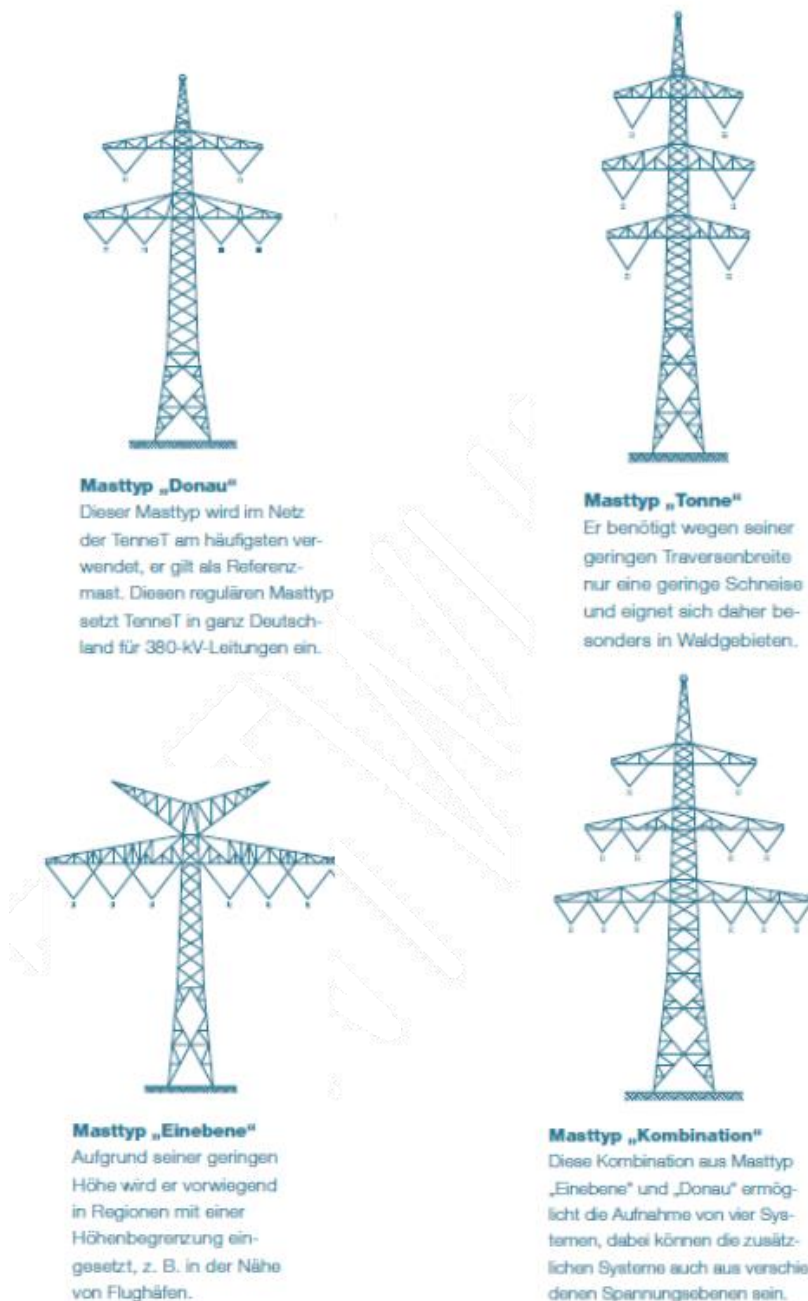 Masttyp „Donau“
Dieser Masttyp wird im Netz
der TenneT am häufigsten ver-
wendet, er gilt als Referenz-
mast. Diesen regulären Masttyp
setzt TenneT in ganz Deutsch-
land für 380-kV-Leitungen ein.
Masttyp „Tonne“
Er benötigt wegen seiner
geringen Traversenbreite
nur eine geringe Schneise
und eignet sich daher be-
sonders in Waldgebieten.
Masttyp „Einebene“
Aufgrund seiner geringen
Höhe wird er vorwiegend
in Regionen mit einer
Höhenbegrenzung ein-
gesetzt, z. B. in der Nähe
von Flughäfen.
Masttyp „Kombination“
Diese Kombination aus Masttyp
„Einebene“ und „Donau“ ermög-
licht die Aufnahme von vier Sys-
temen, dabei können die zusätz-
lichen Systeme auch aus verschie
denen Spannungsebenen sein.